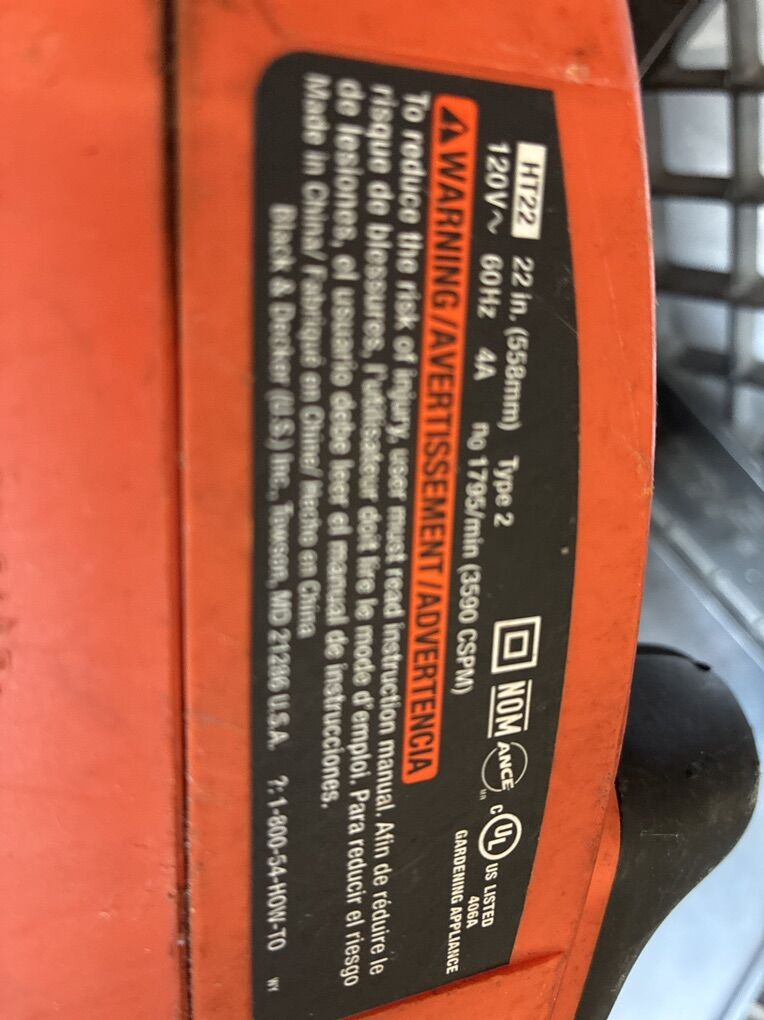 HT22 22 in. (558mm) Type 2
120V~ 60Hz 4A n0 1795/min (3590 CSPM)
NOM
ANCE
MR
C UL US LISTED
406A
GARDENING APPLIANCE
WARNING/AVERTISSEMENT/ADVERTENCIA
To reduce the risk of injury, user must read instruction manual. Afin de réduire le
risque de blessures, l'utilisateur doit lire le mode d'emploi. Para reducir el riesgo
de lesiones, el usuario debe leer el manual de instrucciones.
Made in China/ Fabriqué en Chine/ Hecho en China
Black & Decker (U.S.) Inc., Towson, MD 21286 U.S.A. ?:1-800-54-HOW-TO
WY